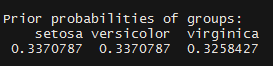 Prior probabilities of groups:
setosa versicolor virginica
0.3370787 0.3370787 0.3258427